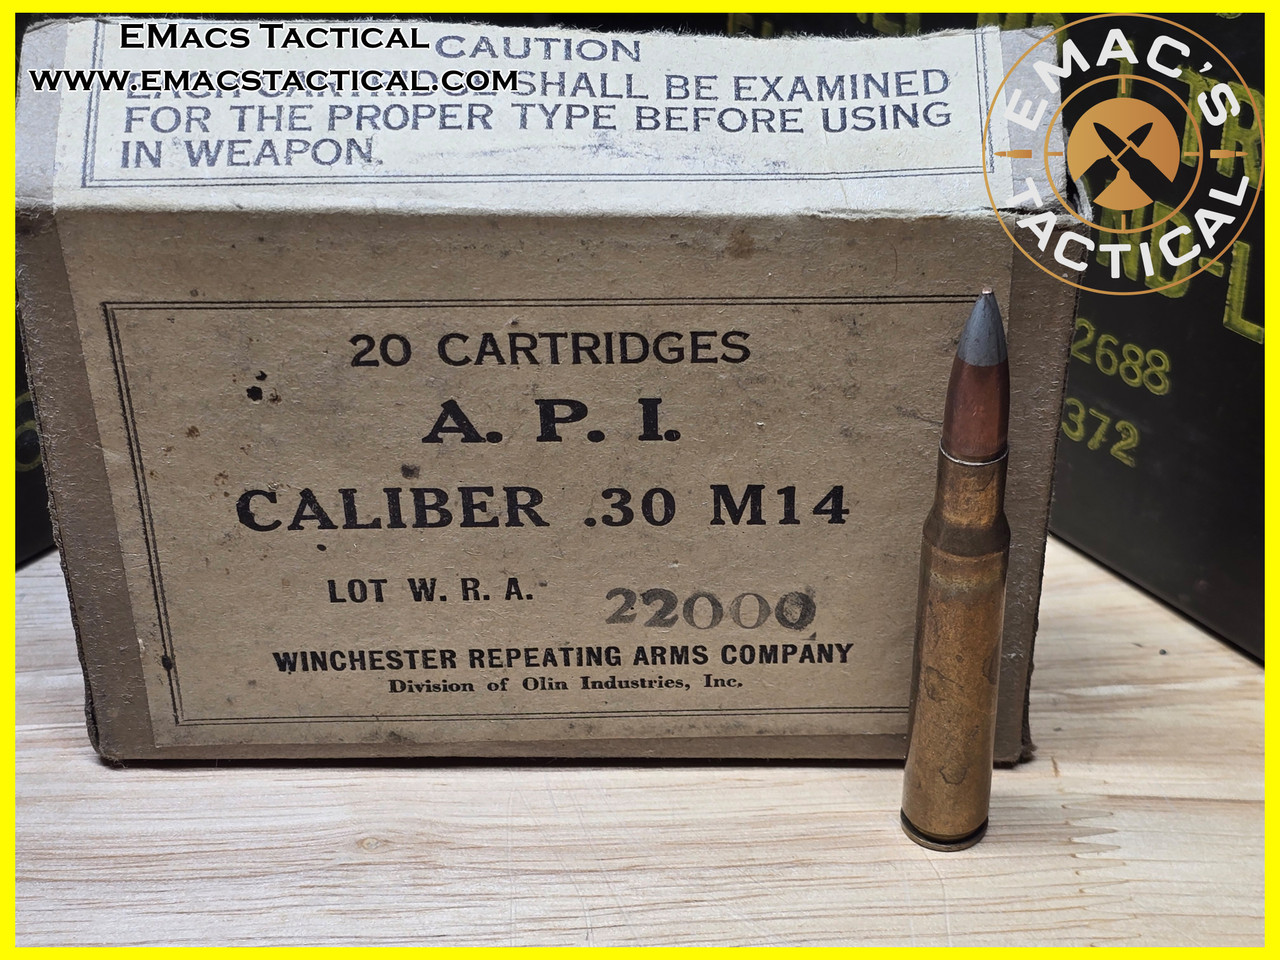 EMacs Tactical
www.emacstactical.com
CAUTION
SHALL BE EXAMINED
FOR THE PROPER TYPE BEFORE USING
IN WEAPON.
EMAC'S
TACTICAL
20 CARTRIDGES
A. P. I.
CALIBER .30 M14
LOT W. R. A. 22000
WINCHESTER REPEATING ARMS COMPANY
Division of Olin Industries, Inc.
2688
372